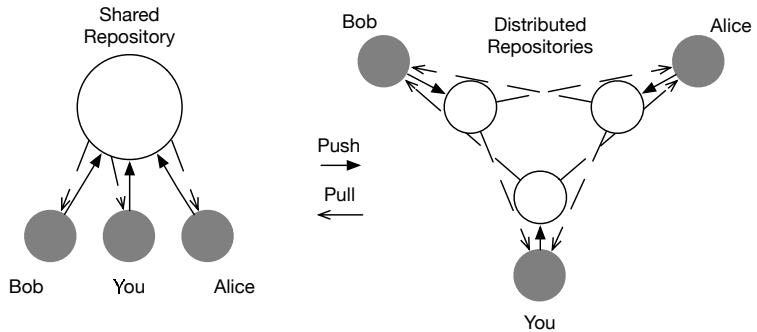 Shared
Repository
Bob
You
Alice
Push
Pull
Distributed
Repositories
Bob
Alice
You